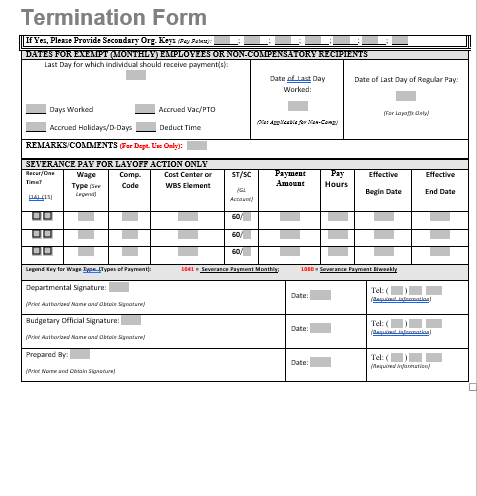 Termination Form
If Yes, Please Provide Secondary Org. Keys (Pay Points): ; ; ; ; ; ;
DATES FOR EXEMPT (MONTHLY) EMPLOYEES OR NON-COMPENSATORY RECIPIENTS
Last Day for which individual should receive payment(s):
Days Worked Accrued Vac/PTO
Accrued Holidays/D-Days Deduct Time
Date of Last Day
Worked:
(Not Applicable for Non-Comp)
Date of Last Day of Regular Pay:
(For Layoffs Only)
REMARKS/COMMENTS (For Dept. Use Only):
SEVERANCE PAY FOR LAYOFF ACTION ONLY
Recur/One
Time?
(14) (15)
Wage
Type (See
Legend)
Comp.
Code
Cost Center or
WBS Element
ST/SC
(GL
Account)
Payment
Amount
Pay
Hours
Effective
Begin Date
Effective
End Date
60/
60/
60/
Legend Key for Wage Type (Types of Payment): 1041 = Severance Payment Monthly; 1080 = Severance Payment Biweekly
Departmental Signature:
(Print Authorized Name and Obtain Signature)
Date:
Tel: ( )
(Required Information)
Budgetary Official Signature:
(Print Authorized Name and Obtain Signature)
Date:
Tel: ( )
(Required Information)
Prepared By:
(Print Name and Obtain Signature)
Date:
Tel: ( )
(Required Information)